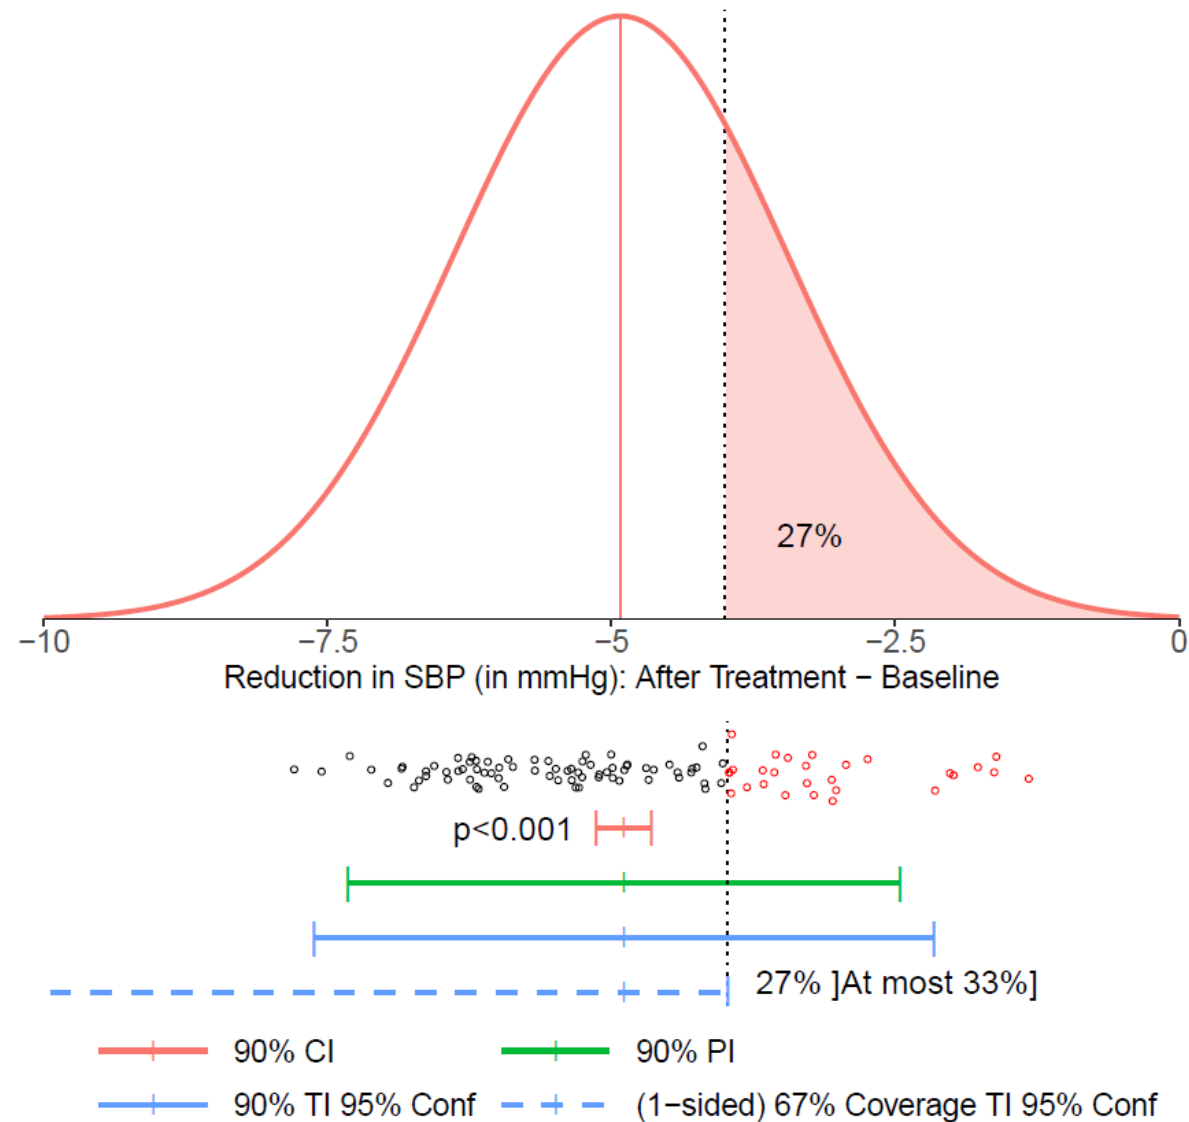 27%
−10 −7.5 −5 −2.5 0
Reduction in SBP (in mmHg): After Treatment − Baseline
p<0.001
27% ]At most 33%]
90% CI 90% PI
90% TI 95% Conf (1−sided) 67% Coverage TI 95% Conf